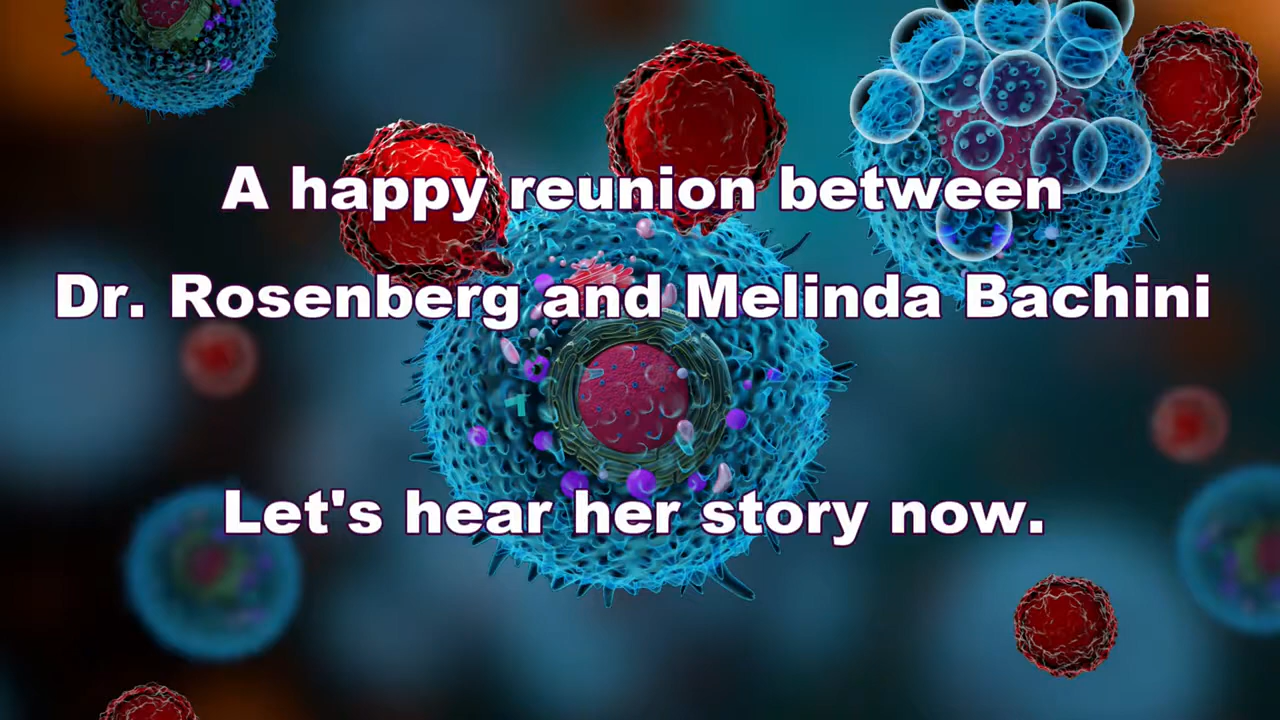 A happy reunion between
Dr. Rosenberg and Melinda Bachini
Let's hear her story now.